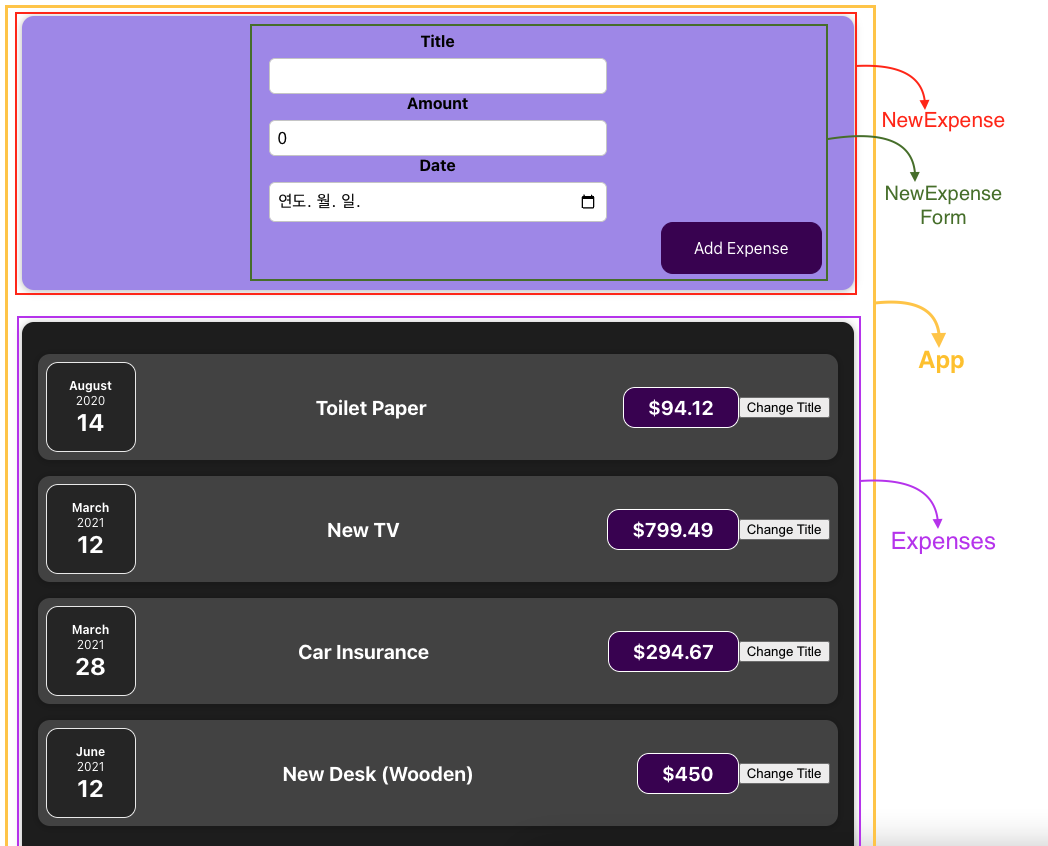 Title
Amount
0
Date
연도. 월. 일.
Add Expense
NewExpense
NewExpense
Form
App
Expenses
August
2020
14
Toilet Paper
$94.12
Change Title
March
2021
12
New TV
$799.49
Change Title
March
2021
28
Car Insurance
$294.67
Change Title
June
2021
12
New Desk (Wooden)
$450
Change Title